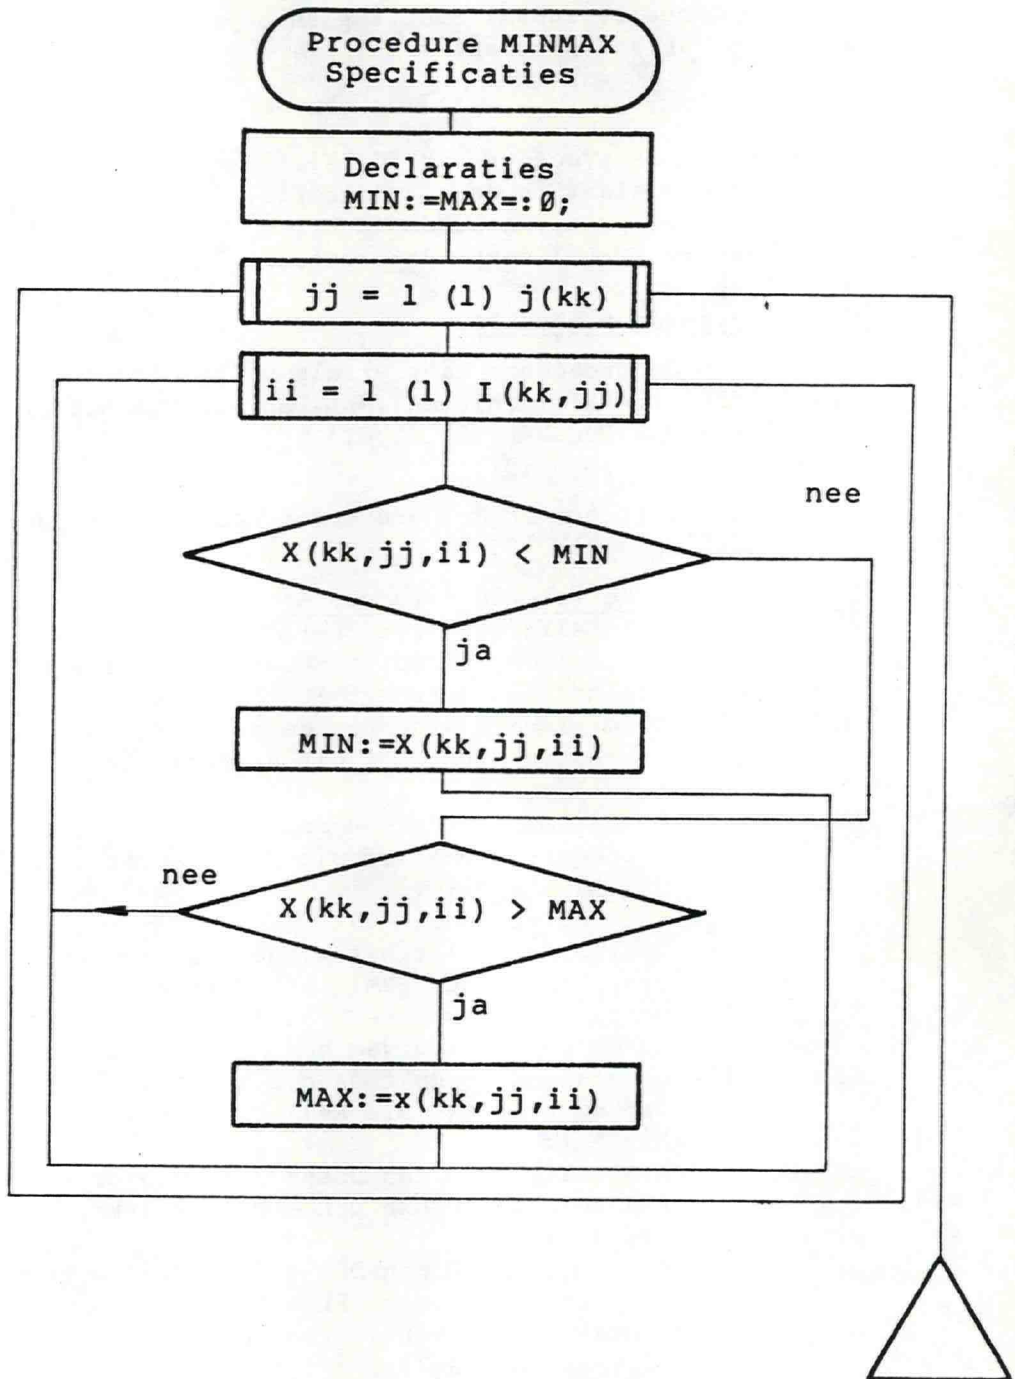 Procedure MINMAX
Specificaties
Declaraties
MIN:=MAX=:Ø;
jj = 1 (1) j(kk)
ii = 1 (1) I(kk,jj)
nee
X(kk,jj,ii) < MIN
ja
MIN:=X(kk,jj,ii)
nee
X(kk,jj,ii) > MAX
ja
MAX:=x(kk,jj,ii)